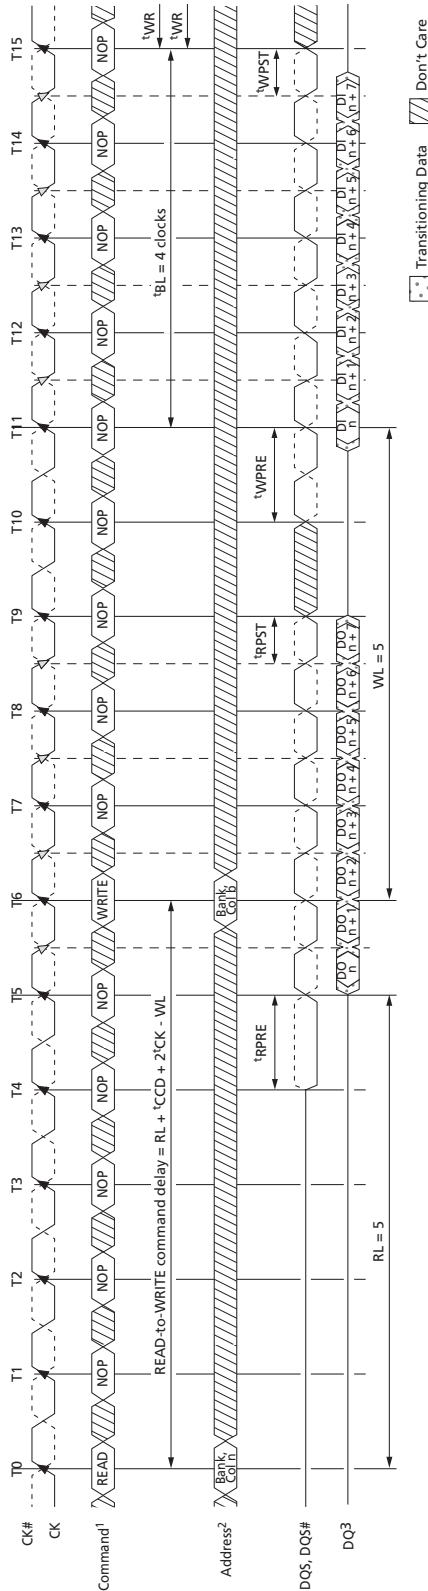 T0 T1 T2 T3 T4 T5 T6 T7 T8 T9 T10 T11 T12 T13 T14 T15
CK#
CK
Command1 READ NOP NOP NOP NOP NOP WRITE NOP NOP NOP NOP NOP NOP NOP NOP NOP
tWR
tWR
READ-to-WRITE command delay = RL + tCCD + 2tCK - WL
tBL = 4 clocks
Address2
Bank,
Col n
Bank,
Col b
tRPRE tRPST tWPRE tWPST
DQS, DQS#
DQ3
DO
n
DO
n + 1
DO
n + 2
DO
n + 3
DO
n + 4
DO
n + 5
DO
n + 6
DO
n + 7
DI
n
DI
n + 1
DI
n + 2
DI
n + 3
DI
n + 4
DI
n + 5
DI
n + 6
DI
n + 7
RL = 5
WL = 5
Transitioning Data
Don't Care